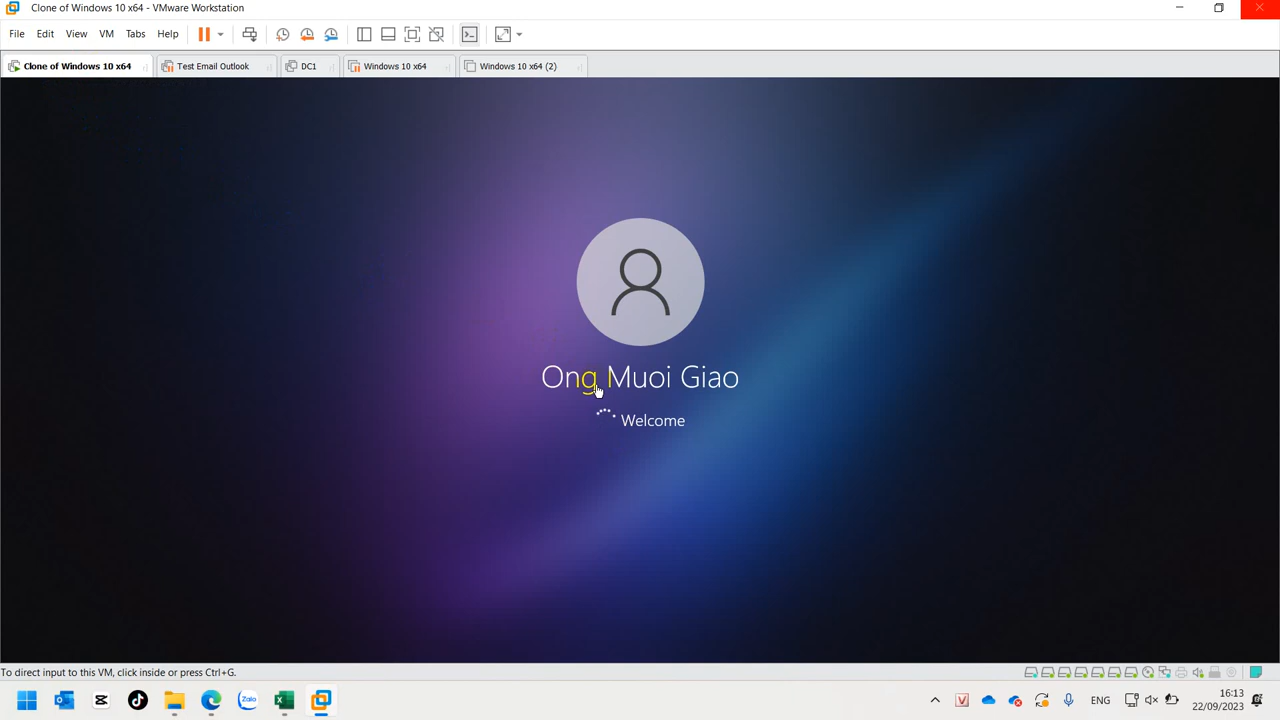 Clone of Windows 10 x64 - VMware Workstation
File Edit View VM Tabs Help
Clone of Windows 10 x64 Test Email Outlook DC1 Windows 10 x64 Windows 10 x64 (2)
Ong Muoi Giao
Welcome
To direct input to this VM, click inside or press Ctrl+G.
Zalo V ENG 16:13
22/09/2023